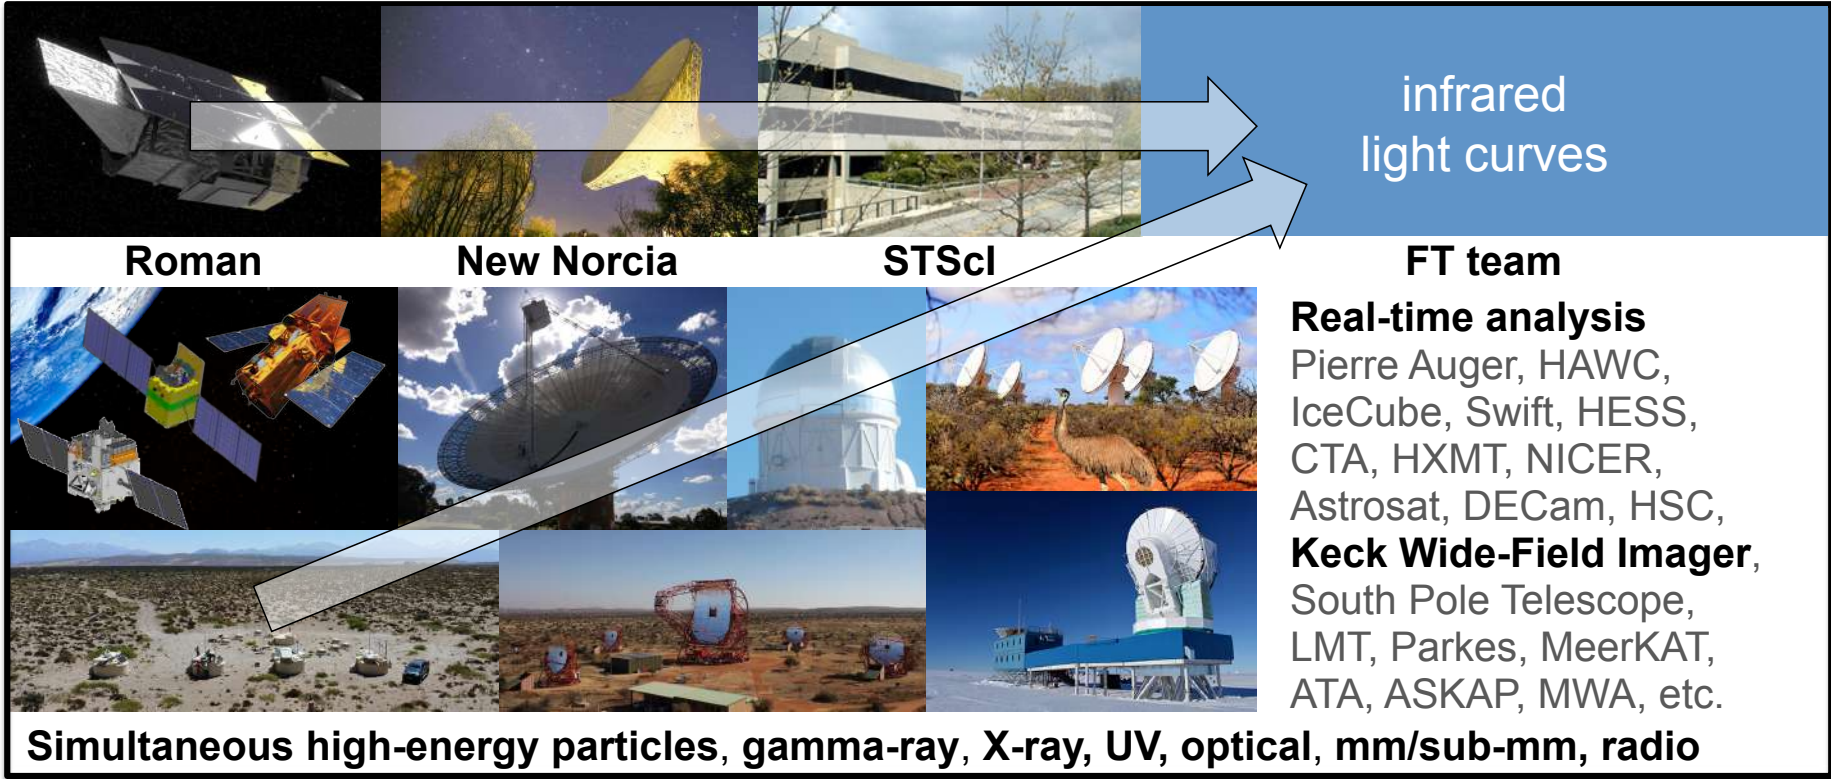 infrared
light curves
Roman
New Norcia
STScI
FT team
Real-time analysis
Pierre Auger, HAWC,
IceCube, Swift, HESS,
CTA, HXMT, NICER,
Astrosat, DECam, HSC,
Keck Wide-Field Imager,
South Pole Telescope,
LMT, Parkes, MeerKAT,
ATA, ASKAP, MWA, etc.
Simultaneous high-energy particles, gamma-ray, X-ray, UV, optical, mm/sub-mm, radio